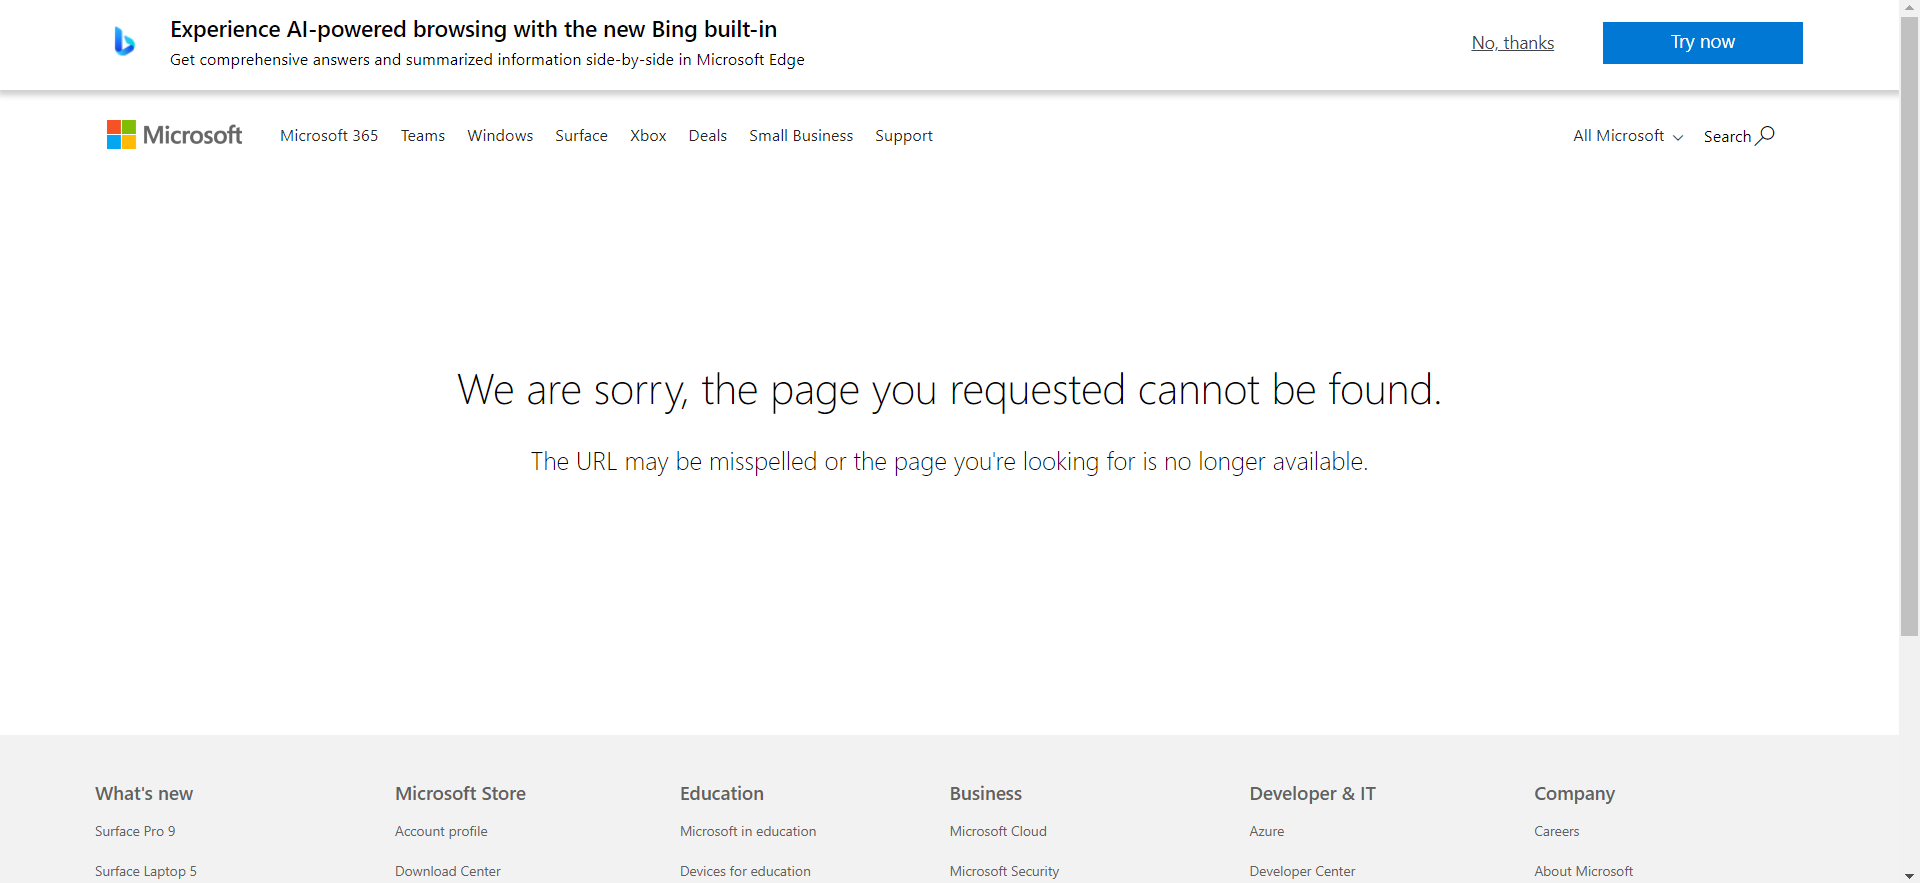 Experience AI-powered browsing with the new Bing built-in
Get comprehensive answers and summarized information side-by-side in Microsoft Edge
No, thanks
Try now
Microsoft
Microsoft 365
Teams
Windows
Surface
Xbox
Deals
Small Business
Support
All Microsoft
Search
We are sorry, the page you requested cannot be found.
The URL may be misspelled or the page you're looking for is no longer available.
What's new
Surface Pro 9
Surface Laptop 5
Microsoft Store
Account profile
Download Center
Education
Microsoft in education
Devices for education
Business
Microsoft Cloud
Microsoft Security
Developer & IT
Azure
Developer Center
Company
Careers
About Microsoft